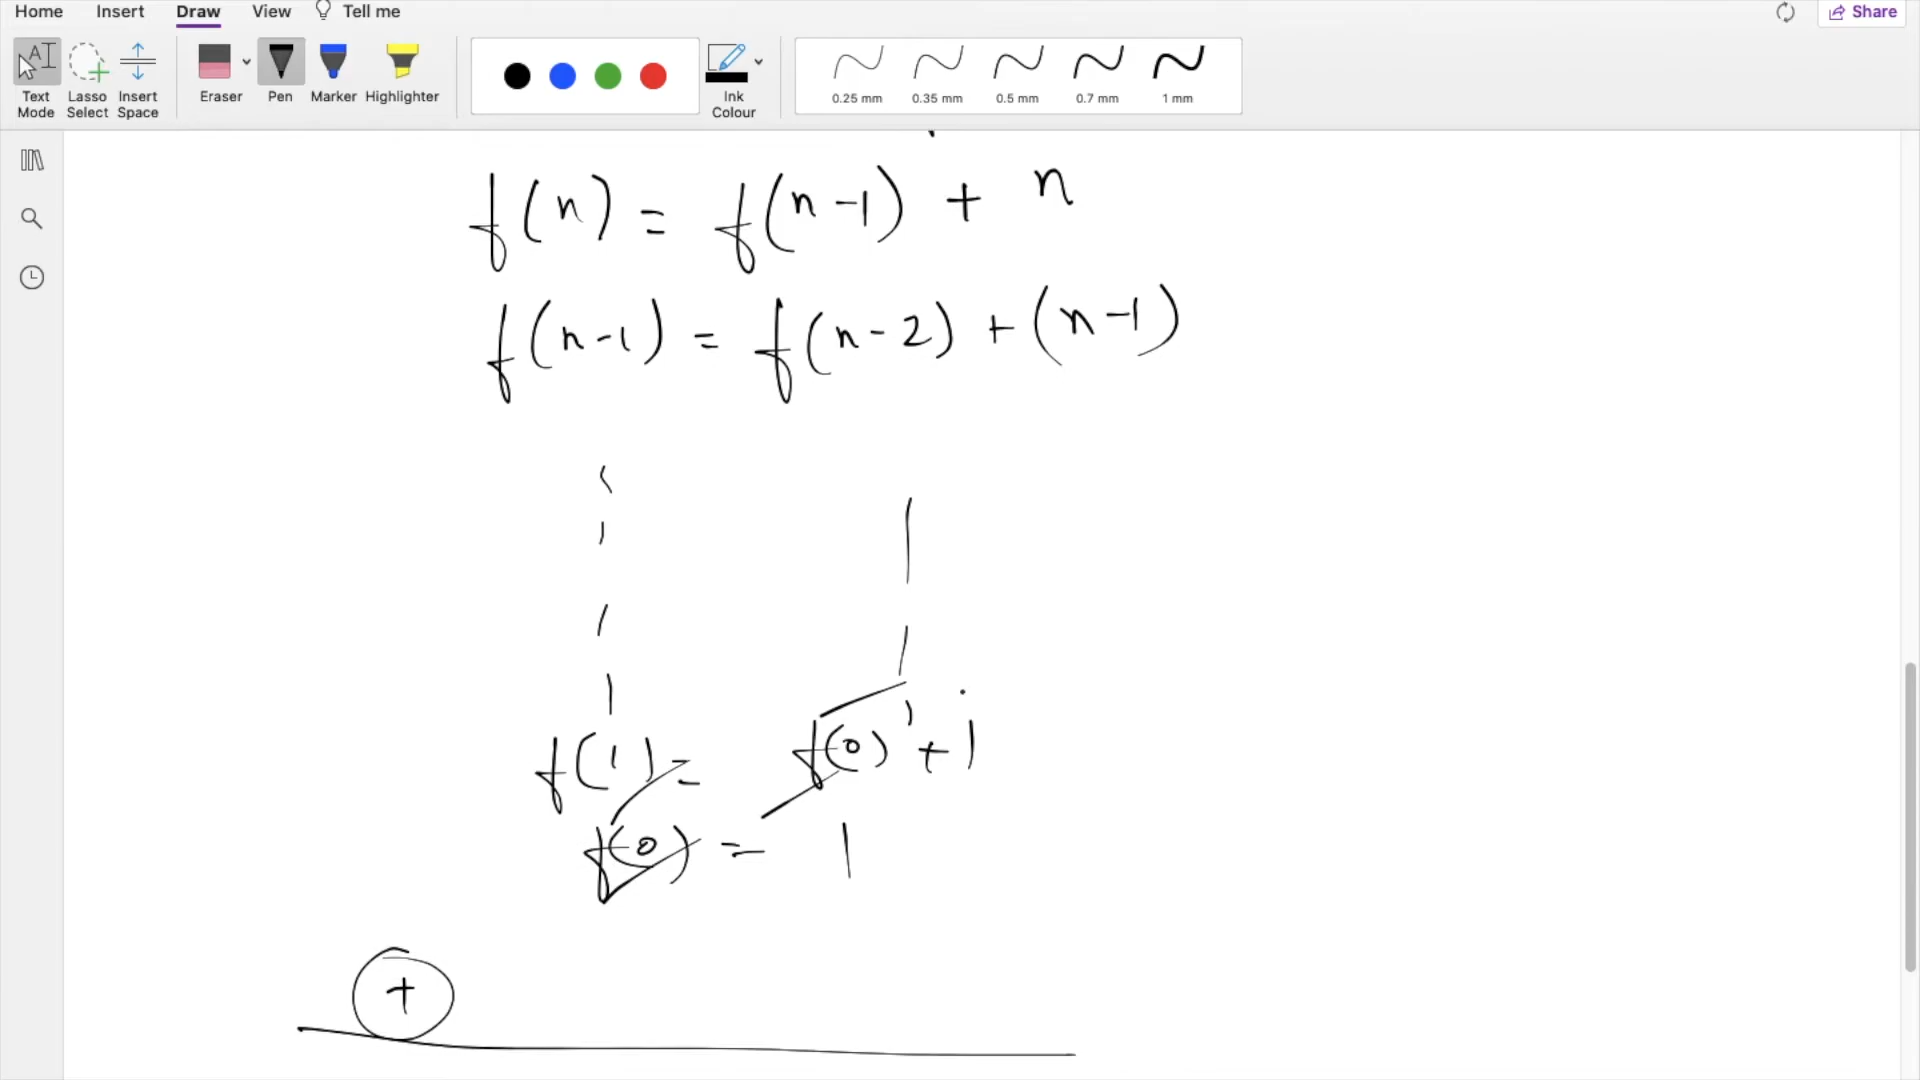 Home Insert Draw View Tell me Share
Text Mode Lasso Select Insert Space Eraser Pen Marker Highlighter Ink Colour 0.25 mm 0.35 mm 0.5 mm 0.7 mm 1 mm
f(n) = f(n-1) + n
f(n-1) = f(n-2) + (n-1)
f(1) = f(0) + 1
f(0) = 1
+